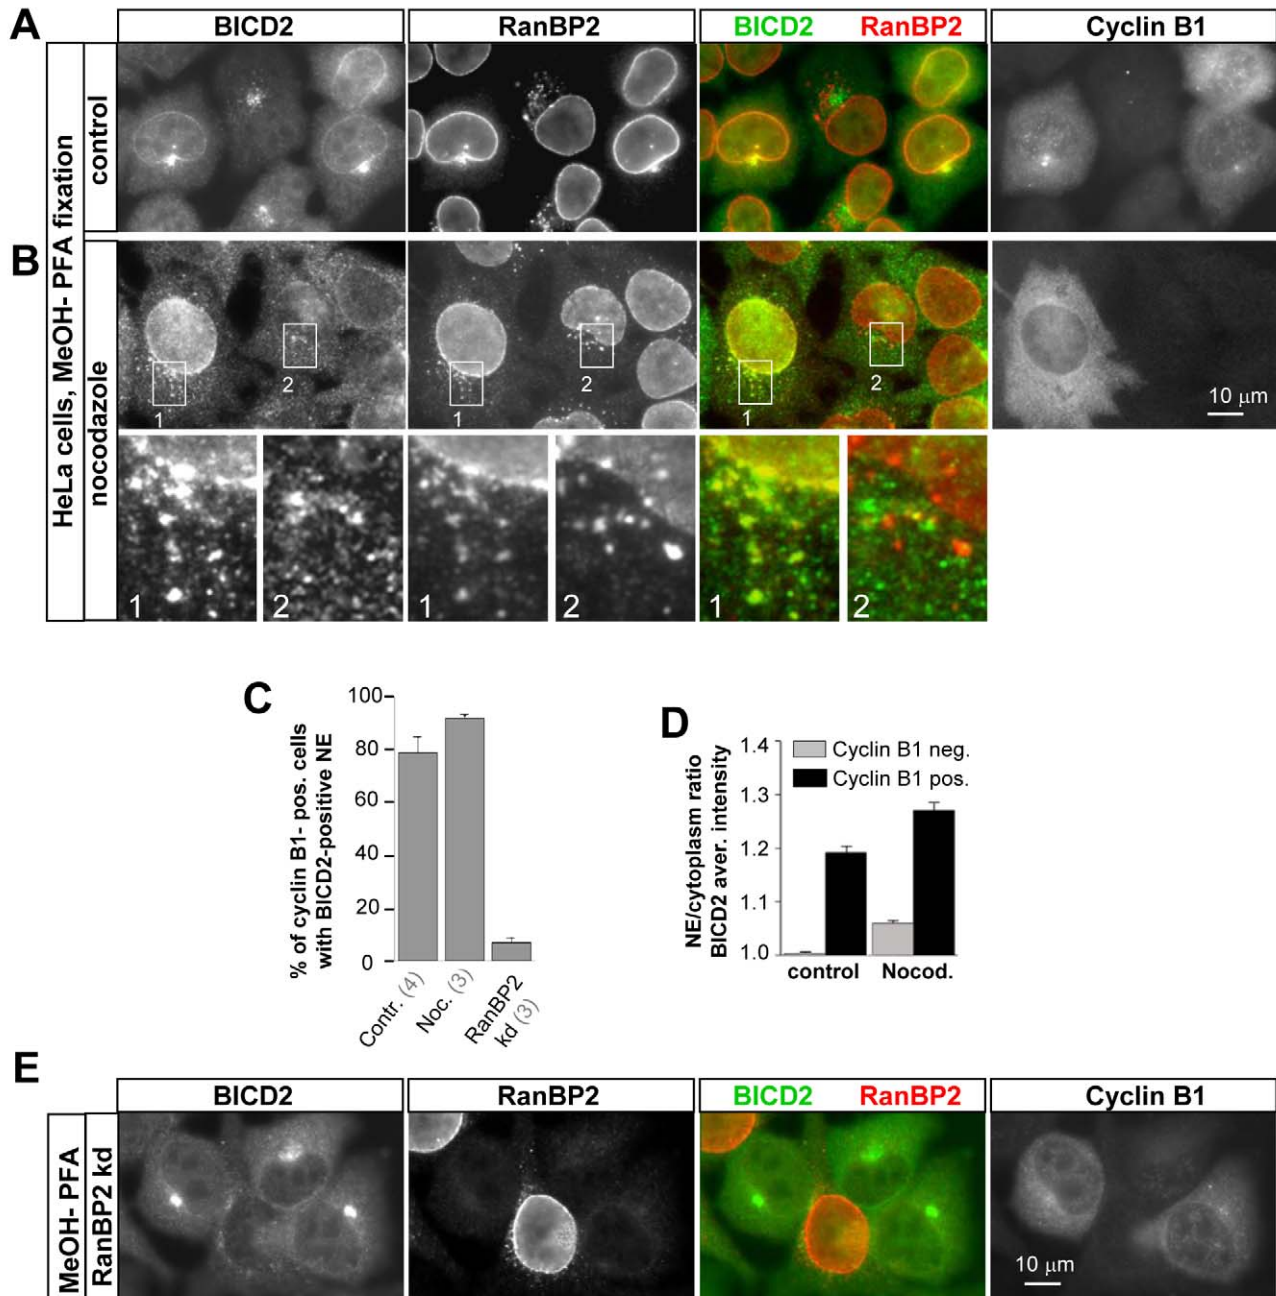 A
BICD2
RanBP2
BICD2 RanBP2
Cyclin B1
HeLa cells, MeOH- PFA fixation
control
B
nocodazole
1
2
1
2
1
2
10 μm
1
2
1
2
1
2
C
% of cyclin B1- pos. cells
with BICD2-positive NE
100
80
60
40
20
0
Contr. (4)
Noc. (3)
RanBP2
kd (3)
D
NE/cytoplasm ratio
BICD2 aver. intensity
1.4
1.3
1.2
1.1
1.0
Cyclin B1 neg.
Cyclin B1 pos.
control
Nocod.
E
BICD2
RanBP2
BICD2 RanBP2
Cyclin B1
MeOH- PFA
RanBP2 kd
10 μm